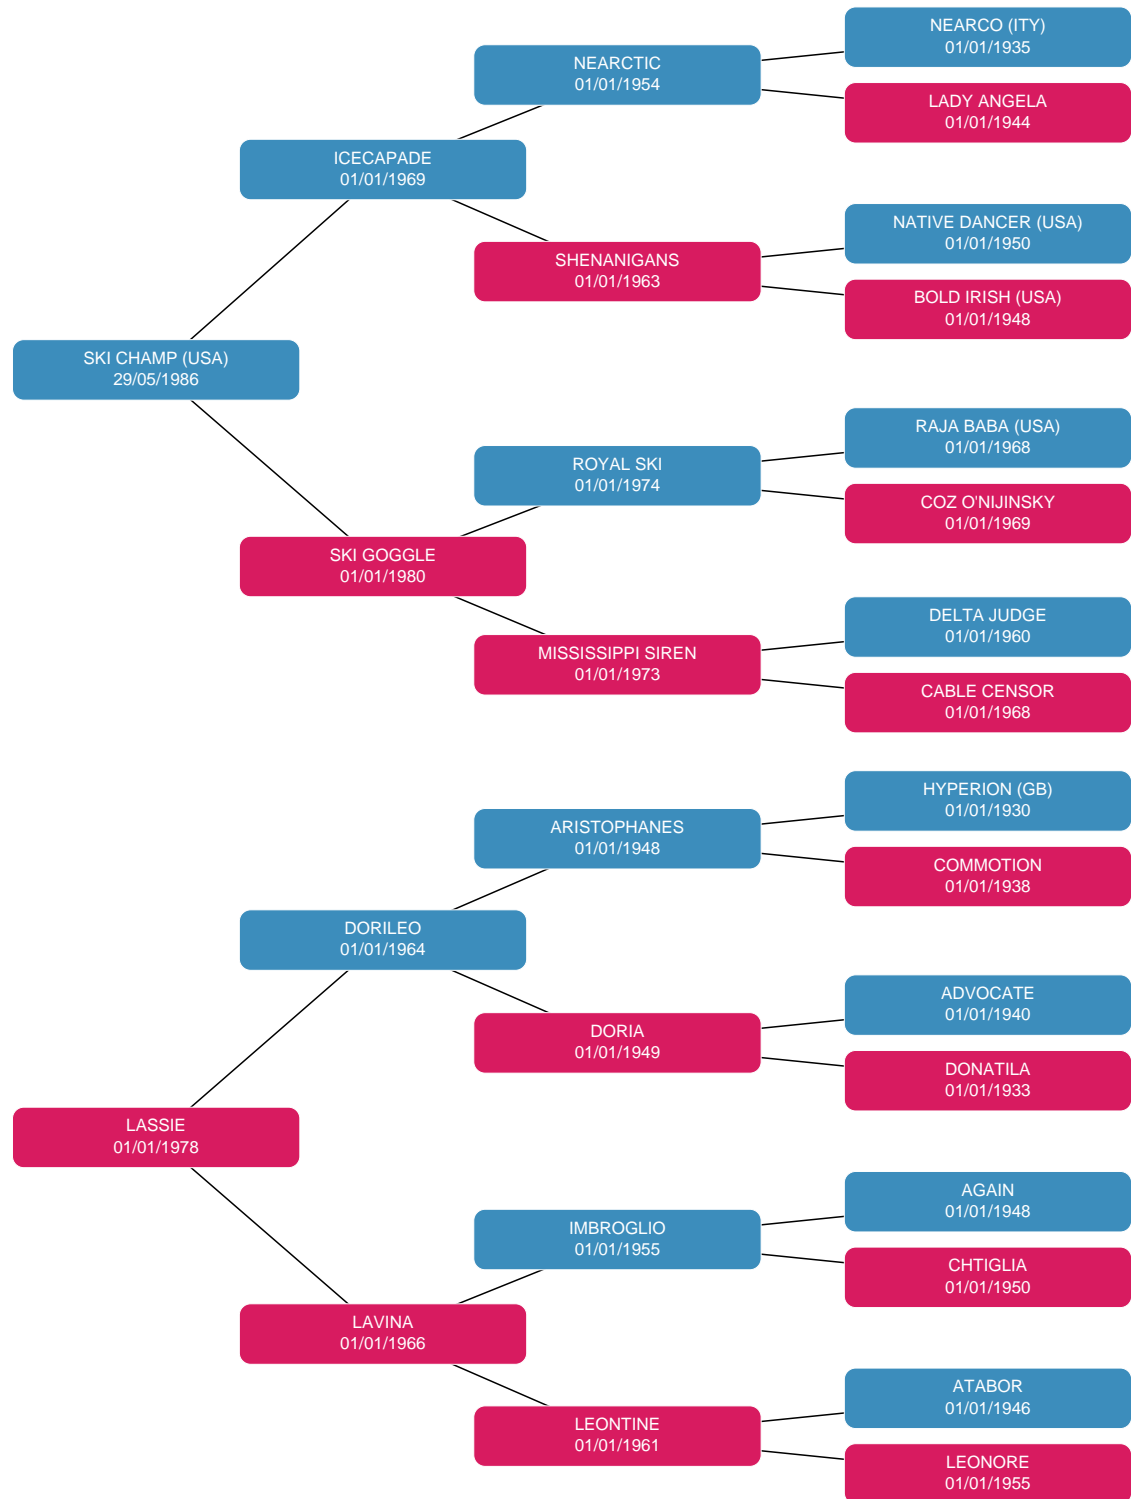 NEARCO (ITY)
01/01/1935
NEARCTIC
01/01/1954
LADY ANGELA
01/01/1944
ICECAPADE
01/01/1969
NATIVE DANCER (USA)
01/01/1950
SHENANIGANS
01/01/1963
BOLD IRISH (USA)
01/01/1948
SKI CHAMP (USA)
29/05/1986
RAJA BABA (USA)
01/01/1968
ROYAL SKI
01/01/1974
COZ O'NIJINSKY
01/01/1969
SKI GOGGLE
01/01/1980
DELTA JUDGE
01/01/1960
MISSISSIPPI SIREN
01/01/1973
CABLE CENSOR
01/01/1968
HYPERION (GB)
01/01/1930
ARISTOPHANES
01/01/1948
COMMOTION
01/01/1938
DORILEO
01/01/1964
ADVOCATE
01/01/1940
DORIA
01/01/1949
DONATILA
01/01/1933
LASSIE
01/01/1978
AGAIN
01/01/1948
IMBROGLIO
01/01/1955
CHTIGLIA
01/01/1950
LAVINA
01/01/1966
ATABOR
01/01/1946
LEONTINE
01/01/1961
LEONORE
01/01/1955